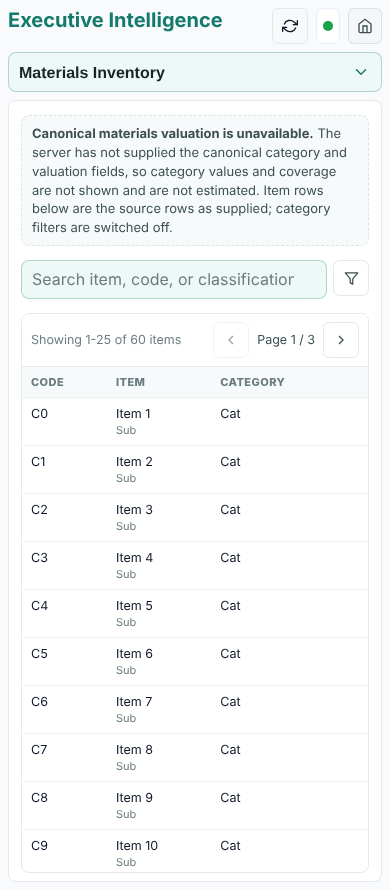 Executive Intelligence
Materials Inventory
Canonical materials valuation is unavailable. The
server has not supplied the canonical category and
valuation fields, so category values and coverage
are not shown and are not estimated. Item rows
below are the source rows as supplied; category
filters are switched off.
Search item, code, or classificatior
Showing 1-25 of 60 items
Page 1 / 3
CODE ITEM CATEGORY
C0 Item 1 Cat
Sub
C1 Item 2 Cat
Sub
C2 Item 3 Cat
Sub
C3 Item 4 Cat
Sub
C4 Item 5 Cat
Sub
C5 Item 6 Cat
Sub
C6 Item 7 Cat
Sub
C7 Item 8 Cat
Sub
C8 Item 9 Cat
Sub
C9 Item 10 Cat
Sub